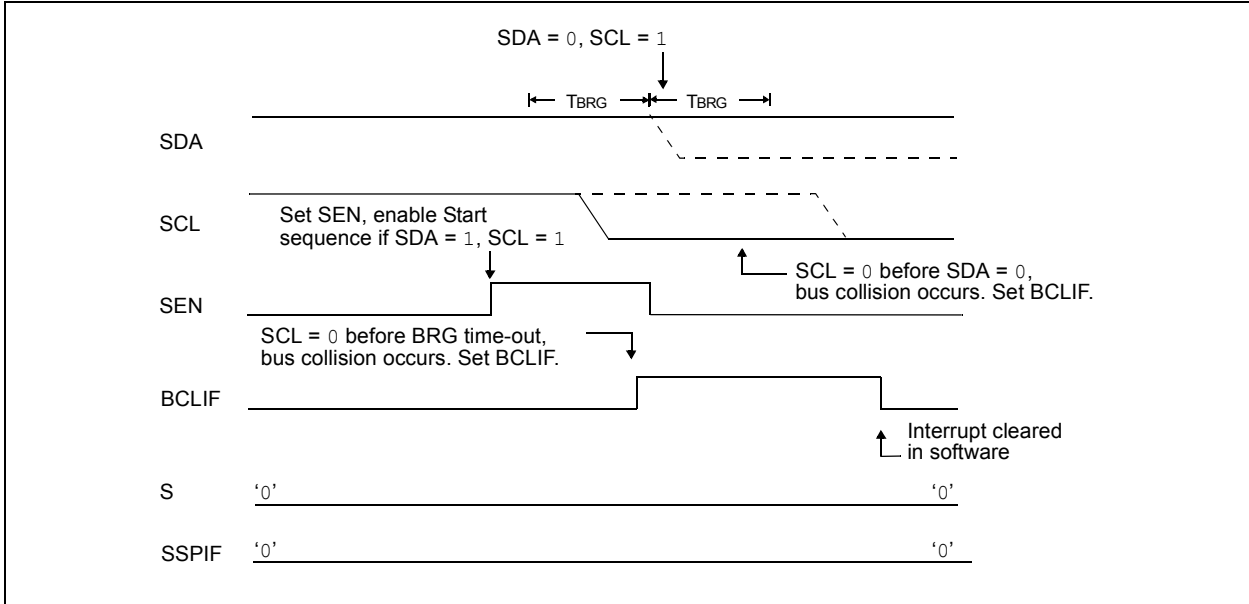 SDA = 0, SCL = 1
TBRG TBRG
SDA
SCL
Set SEN, enable Start
sequence if SDA = 1, SCL = 1
SCL = 0 before SDA = 0,
bus collision occurs. Set BCLIF.
SEN
SCL = 0 before BRG time-out,
bus collision occurs. Set BCLIF.
BCLIF
Interrupt cleared
in software
S ‘0’ ‘0’
SSPIF ‘0’ ‘0’